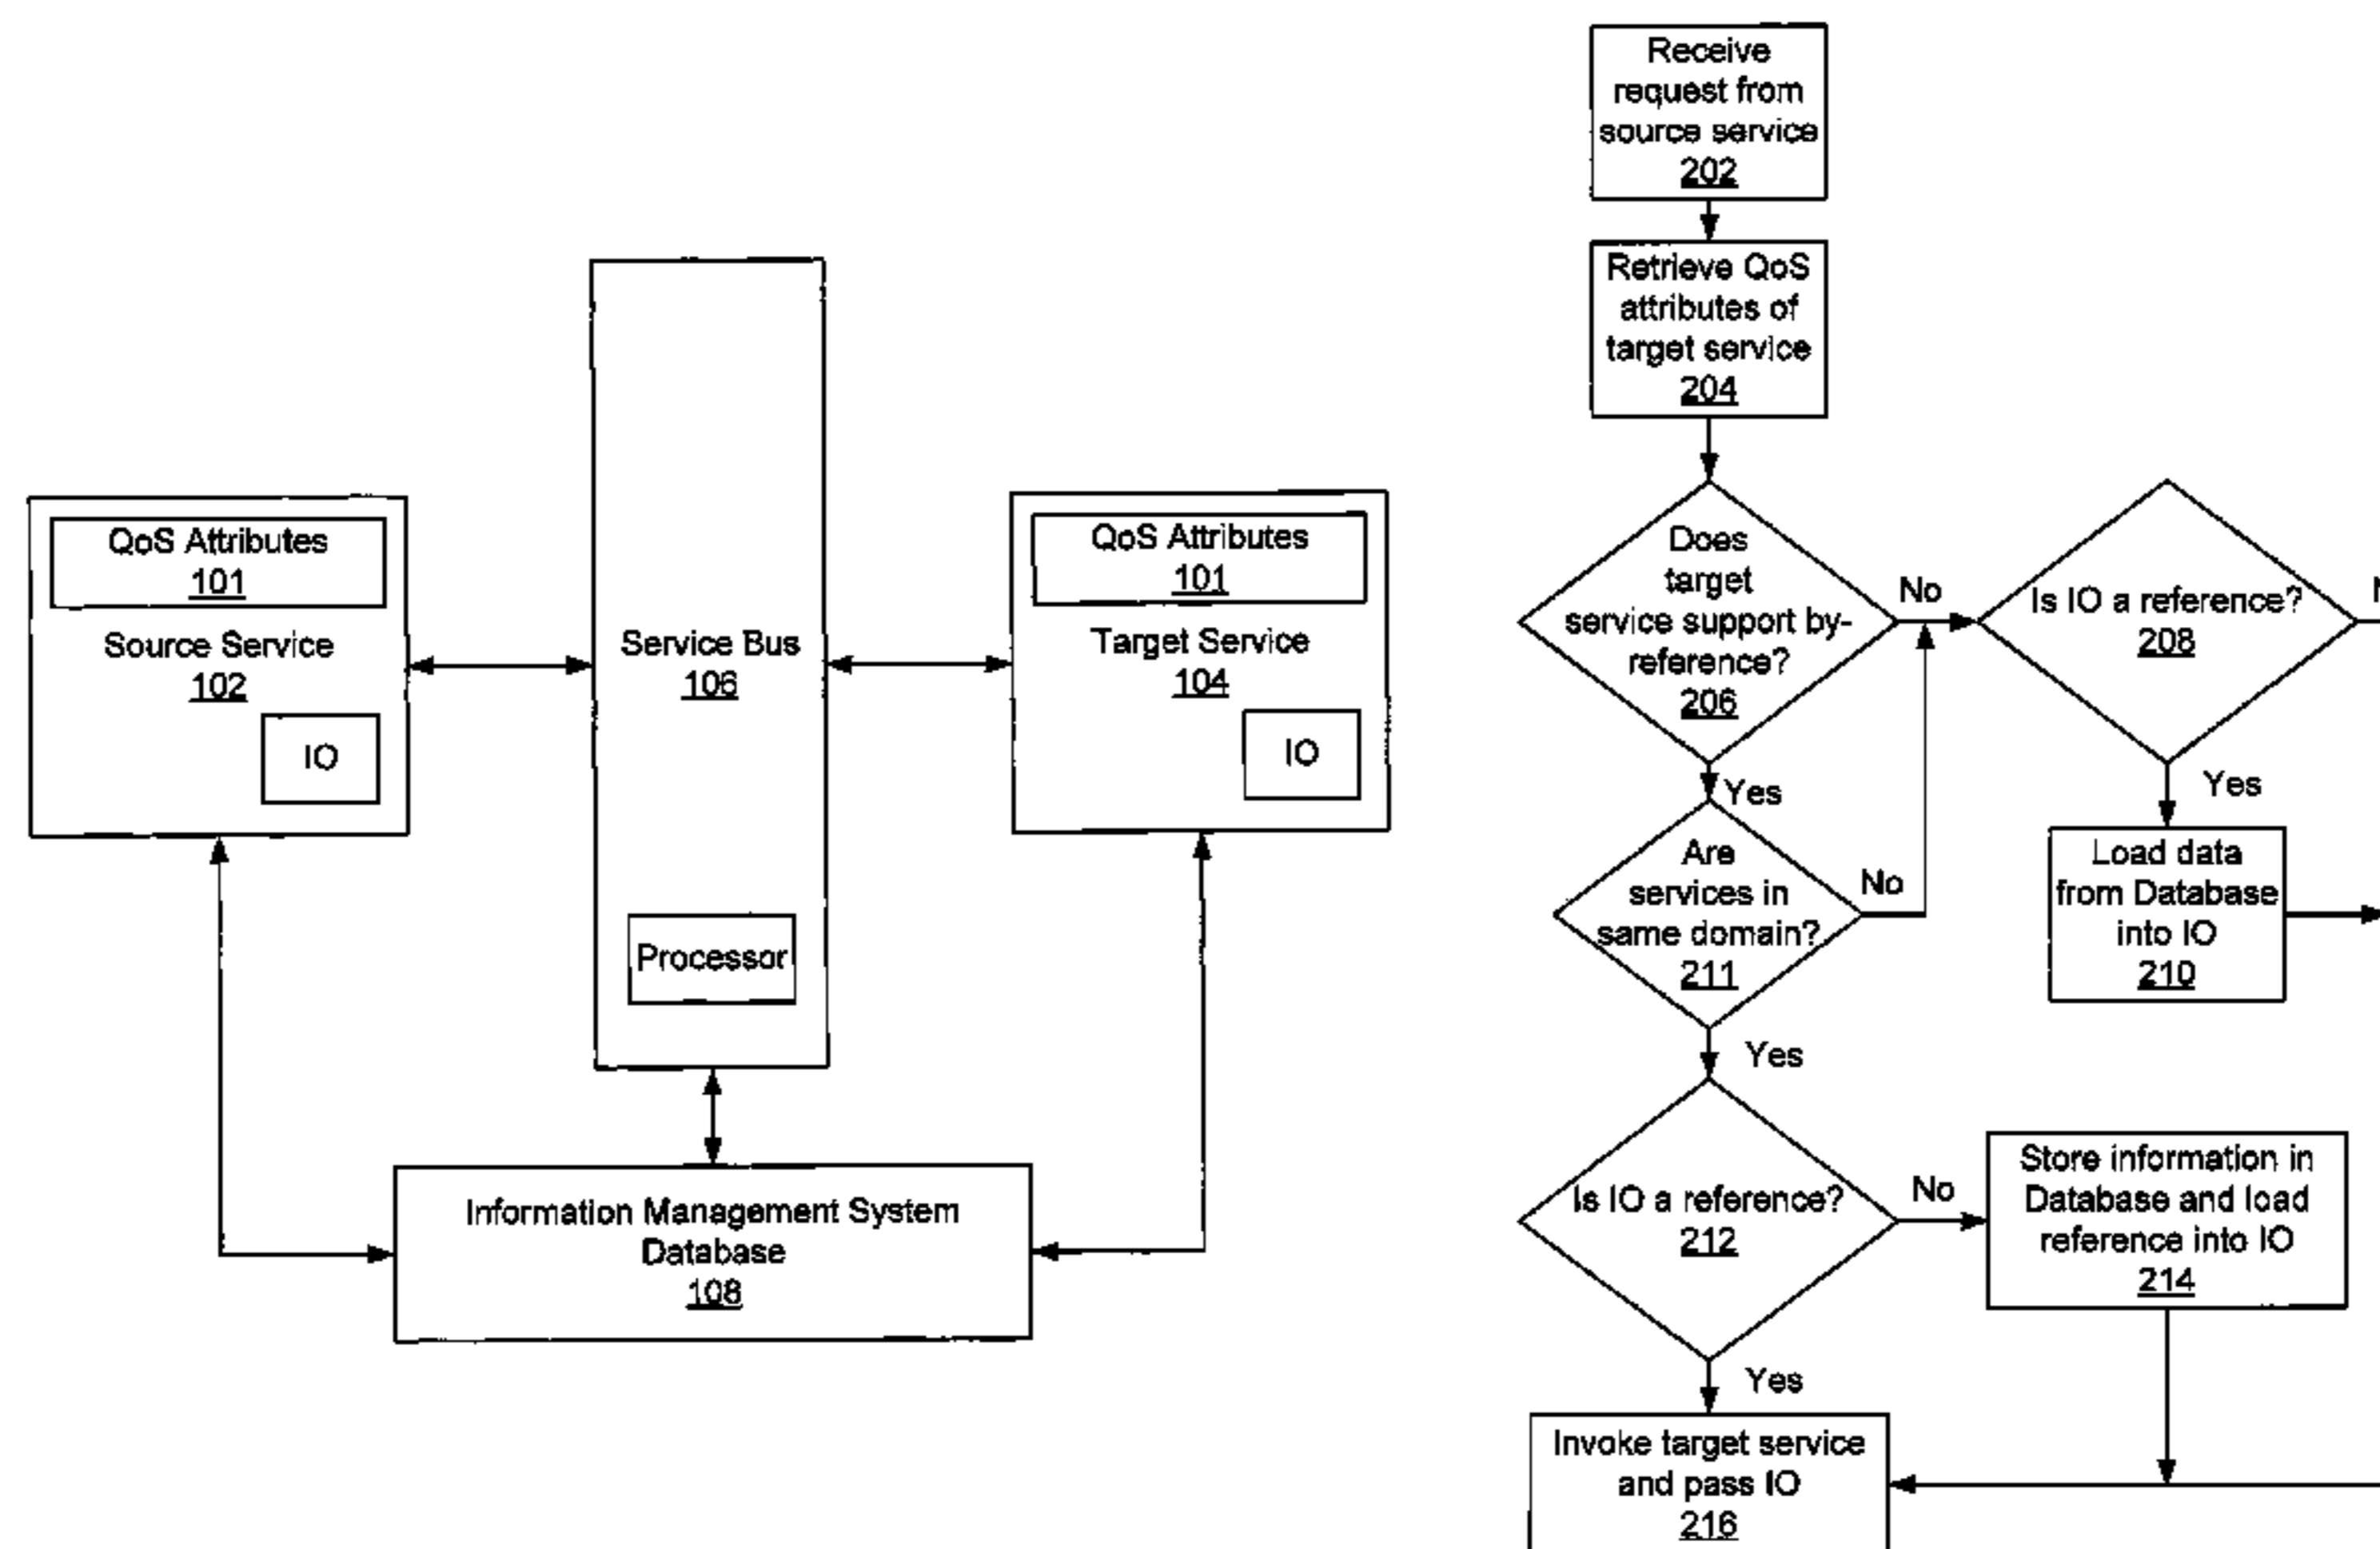 QoS Attributes
101
Source Service
102
IO
Service Bus
106
Processor
QoS Attributes
101
Target Service
104
IO
Information Management System
Database
108
Receive
request from
source service
202
Retrieve QoS
attributes of
target service
204
Does
target
service support by-
reference?
206
No
Yes
Is IO a reference?
208
Yes
Load data
from Database
into IO
210
Are
services in
same domain?
211
No
Yes
Is IO a reference?
212
No
Yes
Store information in
Database and load
reference into IO
214
Invoke target service
and pass IO
216